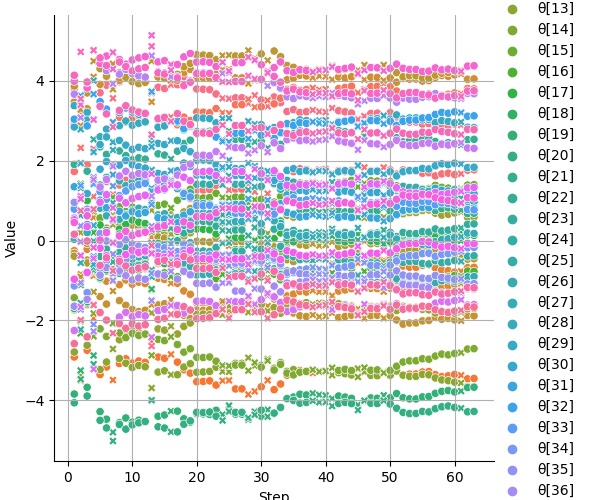 Value
4
2
0
−2
−4
0
10
20
30
40
50
60
Step
θ[13]
θ[14]
θ[15]
θ[16]
θ[17]
θ[18]
θ[19]
θ[20]
θ[21]
θ[22]
θ[23]
θ[24]
θ[25]
θ[26]
θ[27]
θ[28]
θ[29]
θ[30]
θ[31]
θ[32]
θ[33]
θ[34]
θ[35]
θ[36]